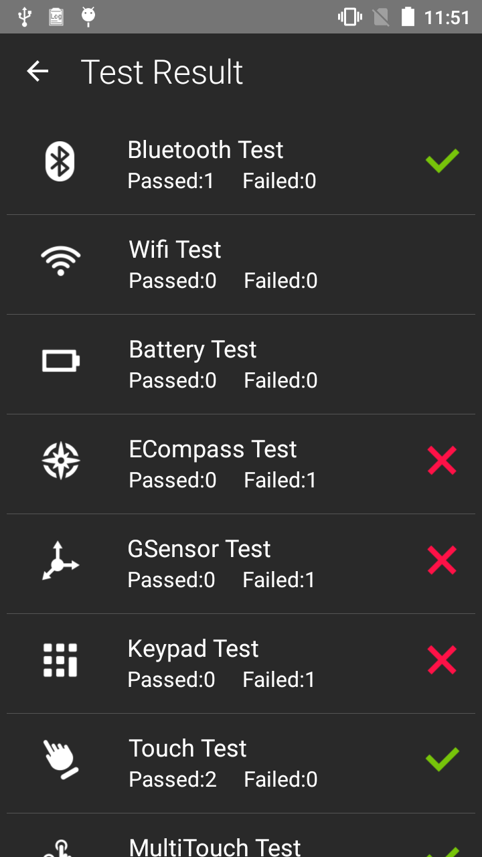 11:51
Test Result
Bluetooth Test
Passed:1 Failed:0
Wifi Test
Passed:0 Failed:0
Battery Test
Passed:0 Failed:0
ECompass Test
Passed:0 Failed:1
GSensor Test
Passed:0 Failed:1
Keypad Test
Passed:0 Failed:1
Touch Test
Passed:2 Failed:0
MultiTouch Test